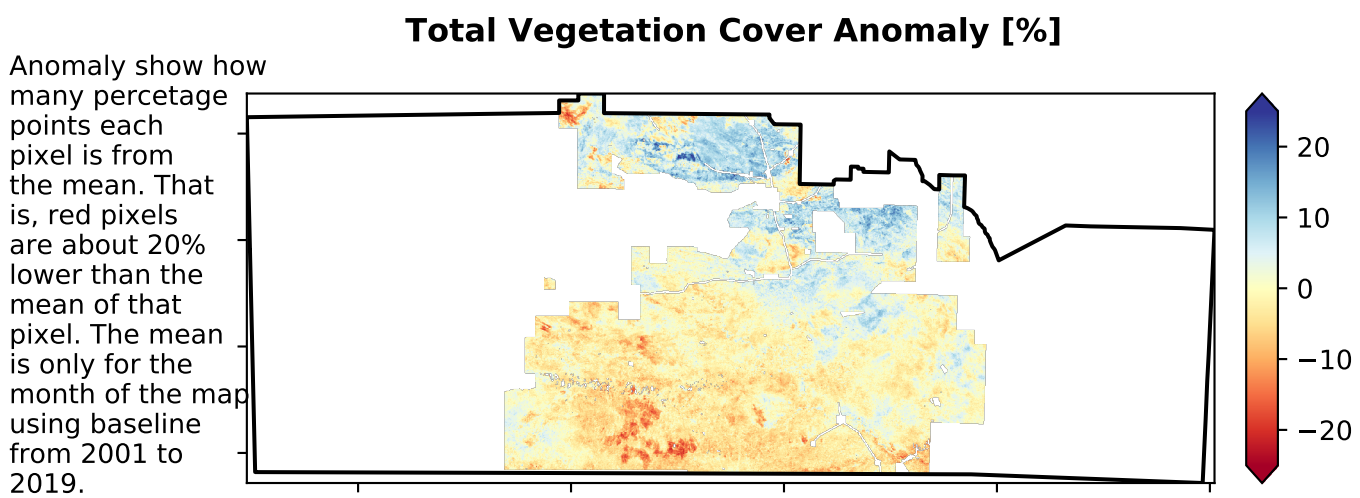 Total Vegetation Cover Anomaly [%]
Anomaly show how
many percetage
points each
pixel is from
the mean. That
is, red pixels
are about 20%
lower than the
mean of that
pixel. The mean
is only for the
month of the map
using baseline
from 2001 to
2019.
20
10
0
−10
−20